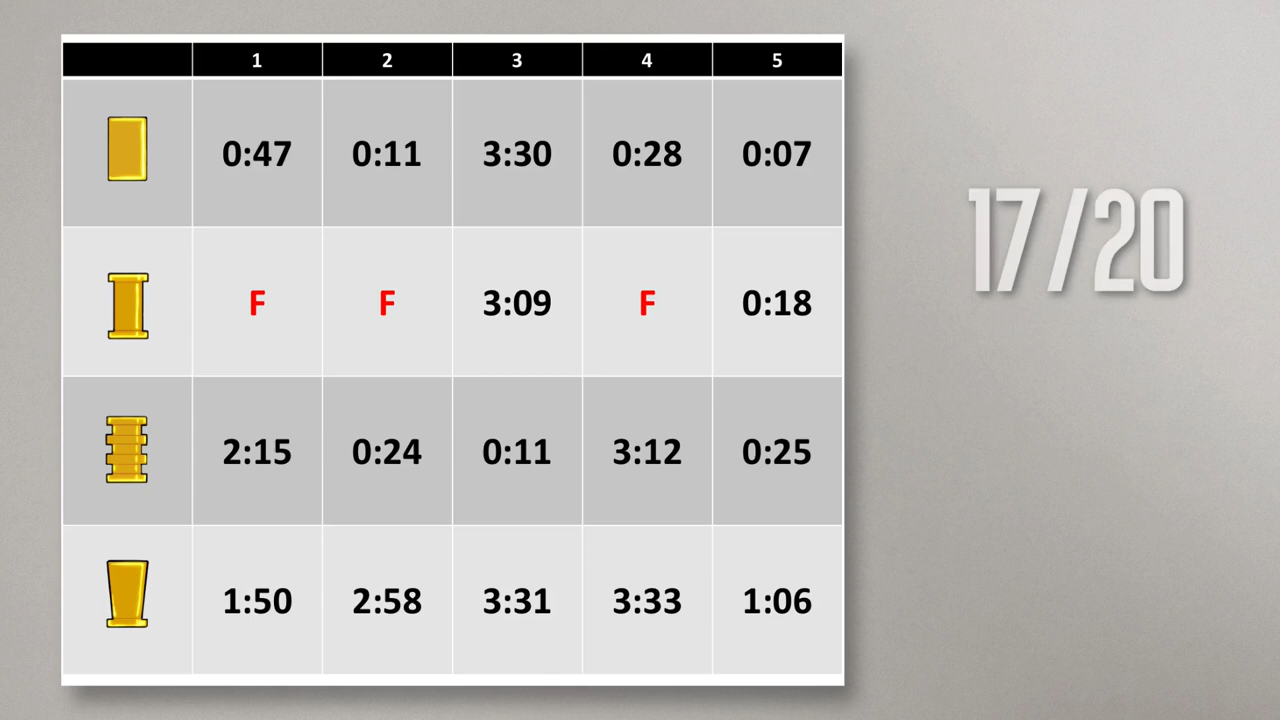 1 2 3 4 5
0:47 0:11 3:30 0:28 0:07
F F 3:09 F 0:18
2:15 0:24 0:11 3:12 0:25
1:50 2:58 3:31 3:33 1:06
17/20